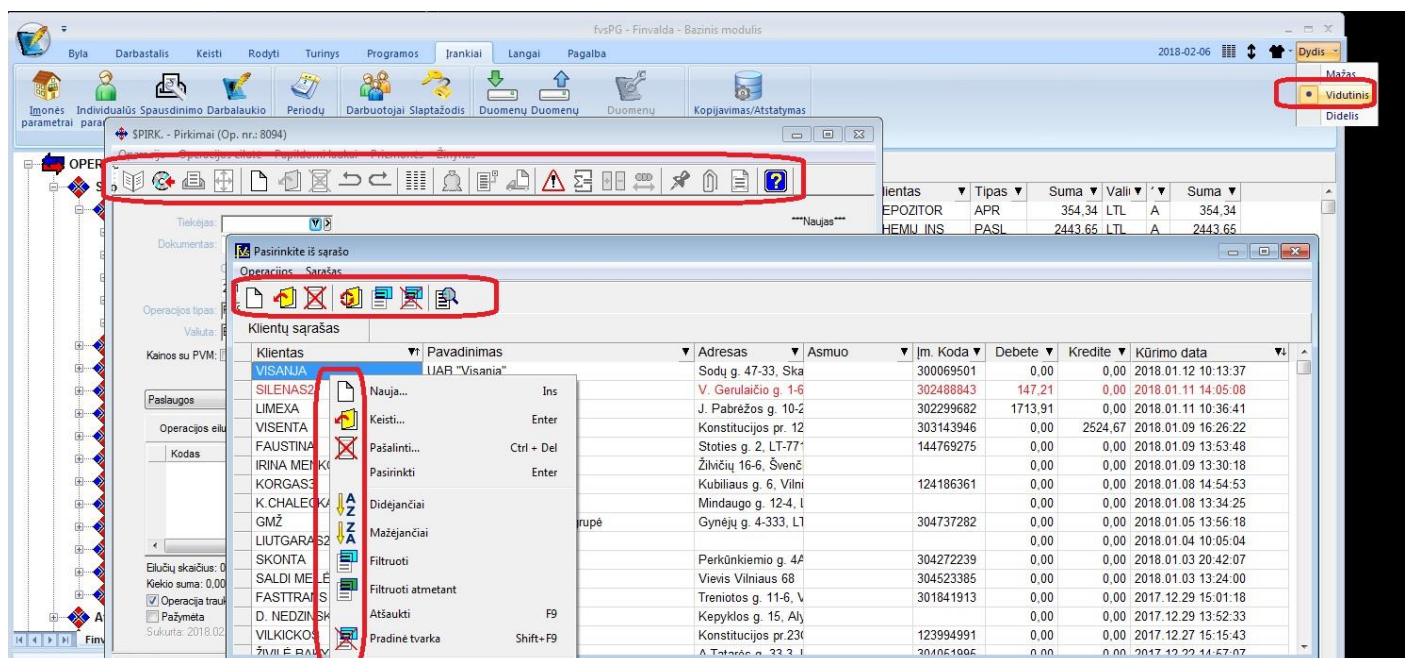 fvsPG - Finvalda - Bazinis modulis
Byla Darbastalis Keisti Rodyti Turinys Programos Įrankiai Langai Pagalba 2018-02-06 Dydis
Mažas
Vidutinis
Didelis
Įmonės Individualūs Spausdinimo Darbalaukio Periodų Darbuotojai Slaptažodis Duomenų Duomenų Duomenų Kopijavimas/Atstatymas
parametrai
$PIRK. - Pirkimai (Op. nr.: 8094)
OPER
Tiekėjas: ***Naujas***
Dokumentas:
Operacijos tipas:
Valiuta:
Kainos su PVM:
Paslaugos
Kodas
Eilučių skaičius: 0
Kiekio suma: 0,00
Pažymėta
Tipas Suma Suma
EPOZITOR APR 354,34 LTL A 354,34
HEMIJ INS PASL 2443,65 LTL A 2443,65
Pasirinkite iš sąrašo
Operacijos Sąrašas
Klientų sąrašas
Klientas Pavadinimas Adresas Asmuo Įm. Koda Debete Kredite Kūrimo data
VISANJA UAB "Visanja" Sodų g. 47-33, Ska 300069501 0,00 0,00 2018.01.12 10:13:37
SILENAS2 V. Gerulaičio g. 1-6 302488843 147,21 0,00 2018.01.11 14:05:08
LIMEXA J. Pabrėžos g. 10-2 302299682 1713,91 0,00 2018.01.11 10:36:41
VISENTA Konstitucijos pr. 12 303143946 0,00 2524,67 2018.01.09 16:26:22
FAUSTINA Stoties g. 2, LT-771 144769275 0,00 0,00 2018.01.09 13:53:48
IRINA MENK Žilvičių 16-6, Švenč 0,00 0,00 2018.01.09 13:30:18
KORGAS3 Kubiliaus g. 6, Vilni 124186361 0,00 0,00 2018.01.08 14:54:53
K.CHALECKA Mindaugo g. 12-4, 0,00 0,00 2018.01.08 13:34:25
GMŽ grupé Gynėjų g. 4-333, LT 304737282 0,00 0,00 2018.01.05 13:56:18
LIUTGARAS2 0,00 0,00 2018.01.04 10:05:04
SKONTA Perkūnkiemio g. 4A 304272239 0,00 0,00 2018.01.03 20:42:07
SALDI MEILĖ Vievis Vilniaus 68 304523385 0,00 0,00 2018.01.03 13:24:00
FASTTRANS Treniotos g. 11-6, V 301841913 0,00 0,00 2017.12.29 15:01:18
D. NEDZINSK Kepyklos g. 15, Aly 0,00 0,00 2017.12.29 13:52:33
VILKICKOS Konstitucijos pr.23 123994991 0,00 0,00 2017.12.27 15:15:43
Nauja... Ins
Keisti... Enter
Pašalinti... Ctrl + Del
Pasirinkti Enter
Didėjančiai
Mažėjančiai
Filtruoti
Filtruoti atmetant
Atšaukti F9
Pradinė tvarka Shift+F9